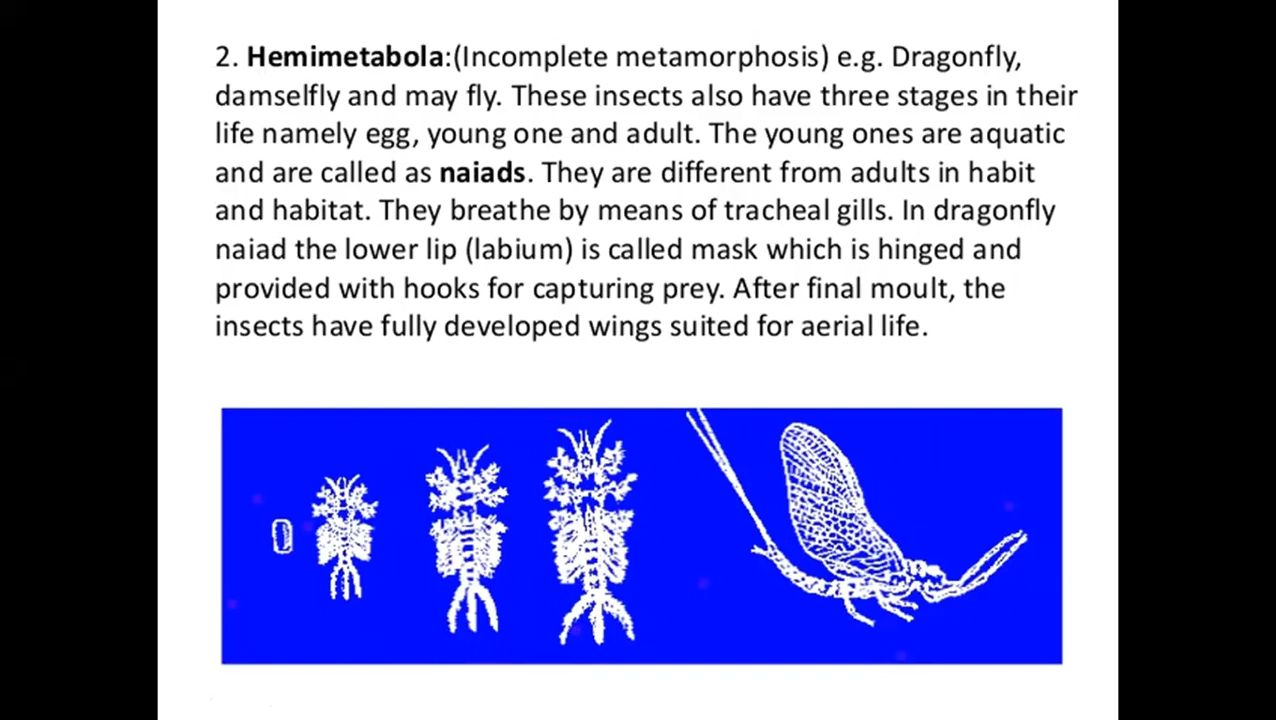 2. Hemimetabola:(Incomplete metamorphosis) e.g. Dragonfly,
damselfly and may fly. These insects also have three stages in their
life namely egg, young one and adult. The young ones are aquatic
and are called as naiads. They are different from adults in habit
and habitat. They breathe by means of tracheal gills. In dragonfly
naiad the lower lip (labium) is called mask which is hinged and
provided with hooks for capturing prey. After final moult, the
insects have fully developed wings suited for aerial life.